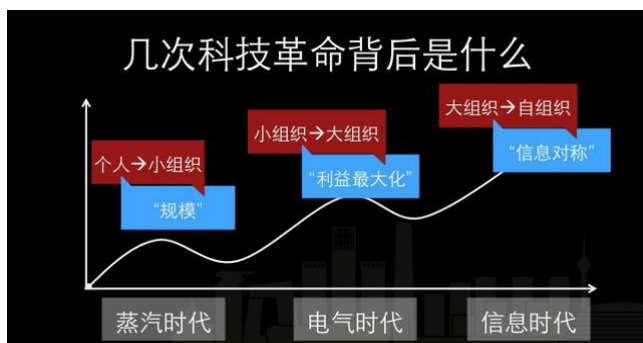 几次科技革命背后是什么
大组织→自组织
小组织→大组织
“信息对称”
个人→小组织
“利益最大化”
“规模”
蒸汽时代
电气时代
信息时代